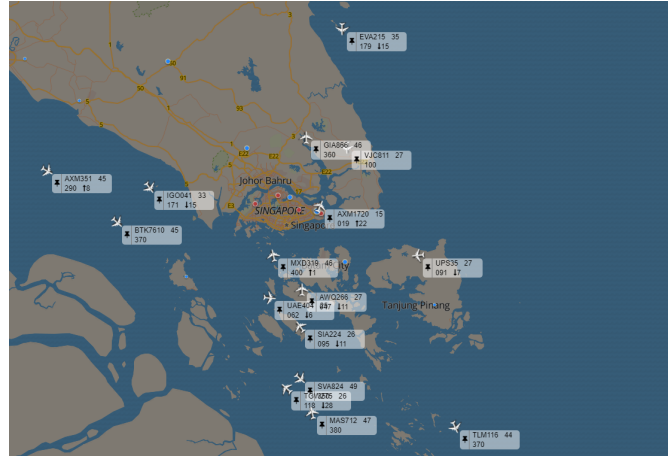 EVA215 35
179 ↓15
GIA866 46
360
VJC811 27
100
AXM351 45
290 ↑8
Johor Bahru
IGO041 33
171 ↓15
SINGAPORE
AXM1720 15
019 ↑22
BTK7610 45
370
MXD319 46
400 ↑1
UPS35 27
091 ↓7
AWQ266 27
↓11
UAE404
062 ↓6
Tanjung Pinang
SIA224 26
095 ↓11
SVA824 49
26
118 ↓28
MAS712 47
380
TLM116 44
370